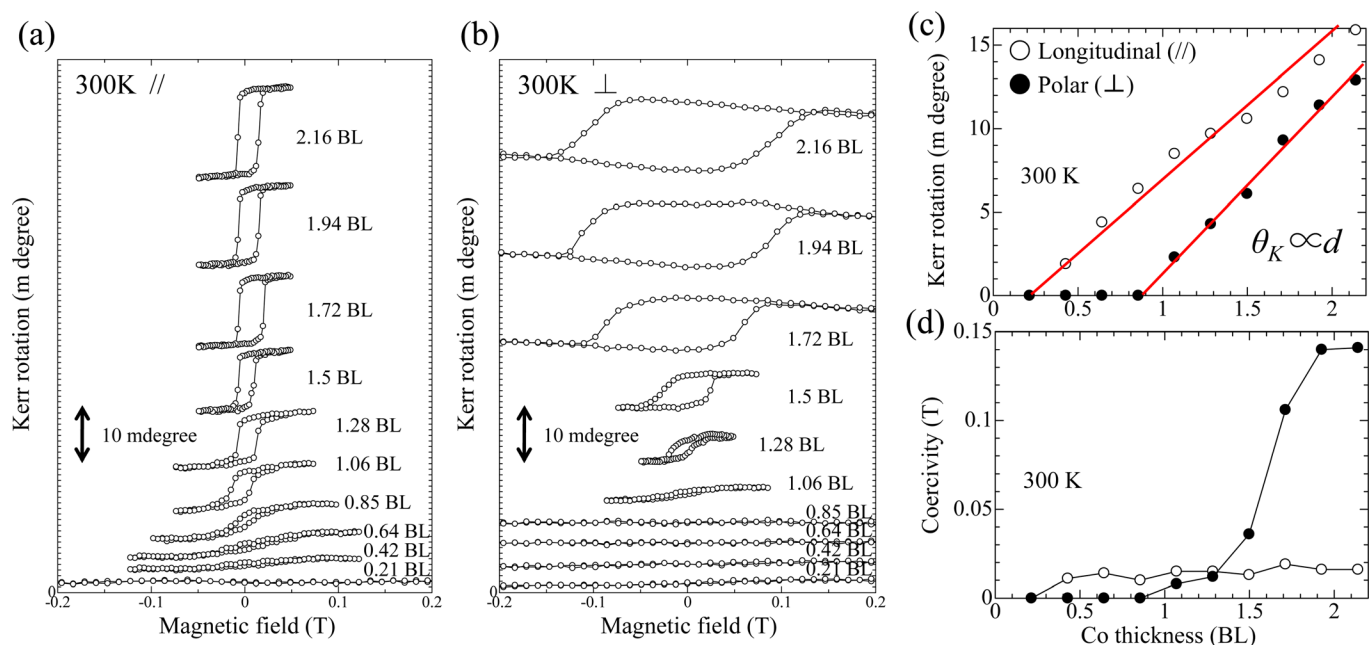 (a)
300K //
2.16 BL
1.94 BL
1.72 BL
1.5 BL
1.28 BL
1.06 BL
0.85 BL
0.64 BL
0.42 BL
0.21 BL
10 mdegree
Kerr rotation (m degree)
0
-0.2 -0.1 0 0.1 0.2
Magnetic field (T)
(b)
300K ⊥
2.16 BL
1.94 BL
1.72 BL
1.5 BL
1.28 BL
1.06 BL
0.85 BL
0.64 BL
0.42 BL
0.21 BL
10 mdegree
Kerr rotation (m degree)
0
-0.2 -0.1 0 0.1 0.2
Magnetic field (T)
(c)
Longitudinal (//)
Polar (⊥)
300 K
θK ∝ d
Kerr rotation (m degree)
15
10
5
0
0 0.5 1 1.5 2
(d)
300 K
Coercivity (T)
0.15
0.1
0.05
0
0 0.5 1 1.5 2
Co thickness (BL)